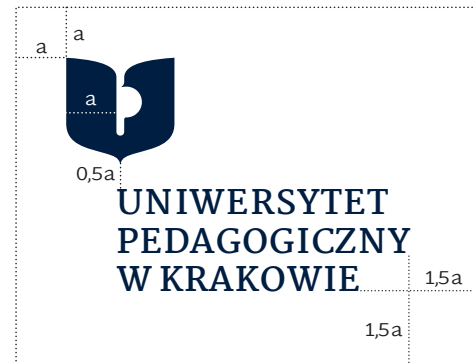 a
a
a
0,5a
UNIWERSYTET
PEDAGOGICZNY
W KRAKOWIE
1,5a
1,5a